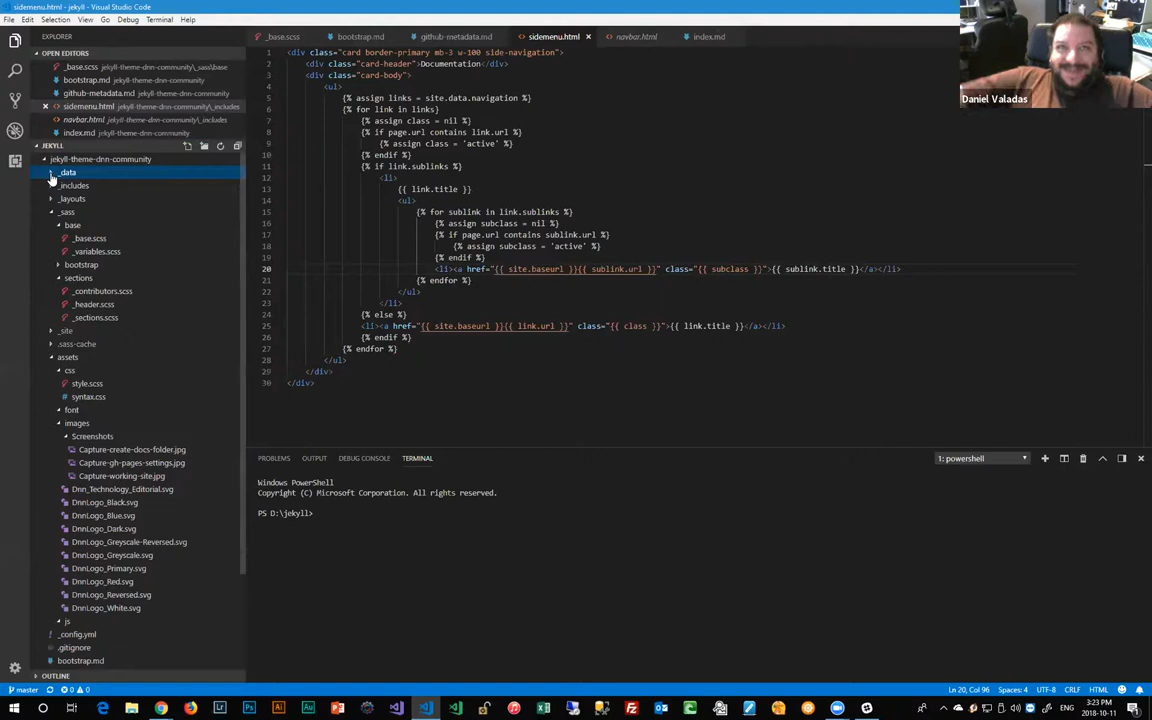 sidemenu.html - jekyll - Visual Studio Code
File Edit Selection View Go Debug Terminal Help
EXPLORER
_base.scss bootstrap.md github-metadata.md sidemenu.html navbar.html index.md
OPEN EDITORS
_base.scss jekyll-theme-dnn-community\_sass\base
bootstrap.md jekyll-theme-dnn-community
github-metadata.md jekyll-theme-dnn-community
sidemenu.html jekyll-theme-dnn-community\_includes
navbar.html jekyll-theme-dnn-community\_includes
index.md jekyll-theme-dnn-community
JEKYLL
jekyll-theme-dnn-community
_data
_includes
_layouts
_sass
base
_base.scss
_variables.scss
bootstrap
sections
_contributors.scss
_header.scss
_sections.scss
_site
.sass-cache
assets
css
style.scss
syntax.css
font
images
Screenshots
Capture-create-docs-folder.jpg
Capture-gh-pages-settings.jpg
Capture-working-site.jpg
Dnn_Technology_Editorial.svg
DnnLogo_Black.svg
DnnLogo_Blue.svg
DnnLogo_Dark.svg
DnnLogo_Greyscale-Reversed.svg
DnnLogo_Greyscale.svg
DnnLogo_Primary.svg
DnnLogo_Red.svg
DnnLogo_Reversed.svg
DnnLogo_White.svg
js
_config.yml
.gitignore
bootstrap.md
OUTLINE
1 <div class="card border-primary mb-3 w-100 side-navigation">
2 <div class="card-header">Documentation</div>
3 <div class="card-body">
4 <ul>
5 {% assign links = site.data.navigation %}
6 {% for link in links}
7 {% assign class = nil %}
8 {% if page.url contains link.url %}
9 {% assign class = 'active' %}
10 {% endif %}
11 {% if link.sublinks %}
12 <li>
13 {{ link.title }}
14 <ul>
15 {% for sublink in link.sublinks %}
16 {% assign subclass = nil %}
17 {% if page.url contains sublink.url %}
18 {% assign subclass = 'active' %}
19 {% endif %}
20 <li><a href="{{ site.baseurl }}{{ sublink.url }}" class="{{ subclass }}">{{ sublink.title }}</a></li>
21 {% endfor %}
22 </ul>
23 </li>
24 {% else %}
25 <li><a href="{{ site.baseurl }}{{ link.url }}" class="{{ class }}">{{ link.title }}</a></li>
26 {% endif %}
27 {% endfor %}
28 </ul>
29 </div>
30 </div>
Daniel Valadas
PROBLEMS OUTPUT DEBUG CONSOLE TERMINAL
1: powershell
Windows PowerShell
Copyright (C) Microsoft Corporation. All rights reserved.
PS D:\jekyll>
master 0 0
Ln 20, Col 96 Spaces: 4 UTF-8 CRLF HTML
ENG
3:23 PM
2018-10-11